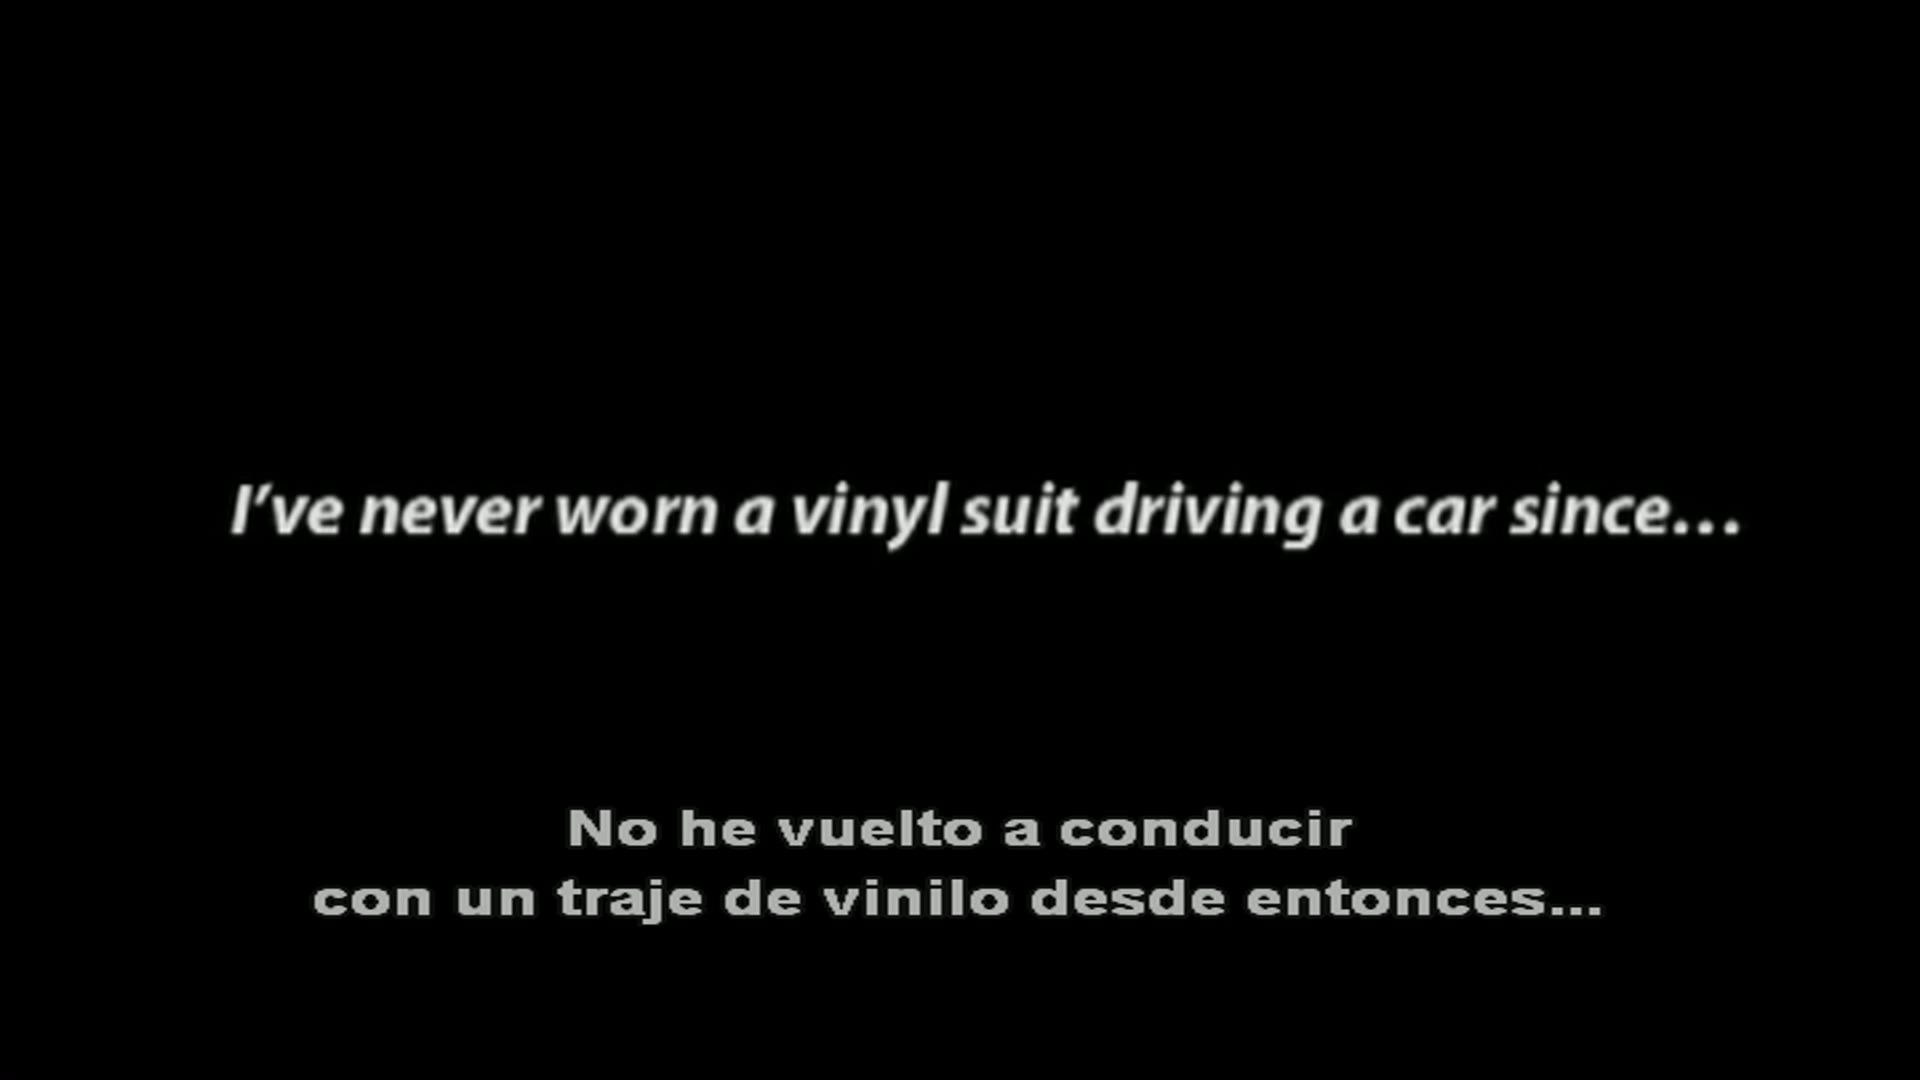 I’ve never worn a vinyl suit driving a car since...
No he vuelto a conducir
con un traje de vinilo desde entonces...